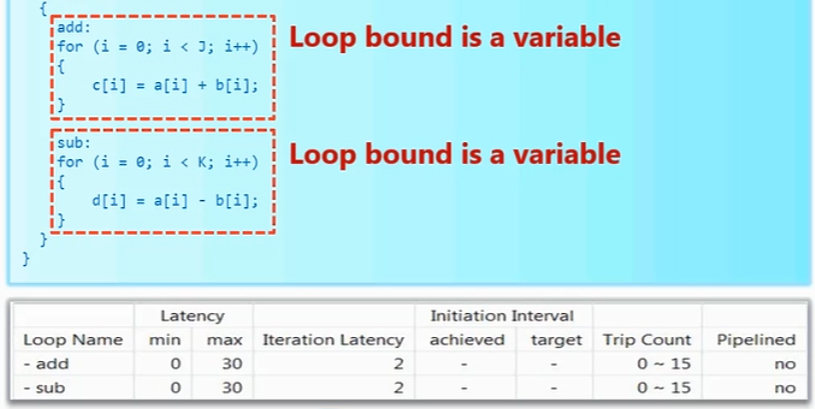 {
add:
for (i = 0; i < J; i++)
Loop bound is a variable
{
c[i] = a[i] + b[i];
}
sub:
for (i = 0; i < K; i++)
Loop bound is a variable
{
d[i] = a[i] - b[i];
}
}
}
Latency Initiation Interval
Loop Name min max Iteration Latency achieved target Trip Count Pipelined
- add 0 30 2 - - 0 ~ 15 no
- sub 0 30 2 - - 0 ~ 15 no